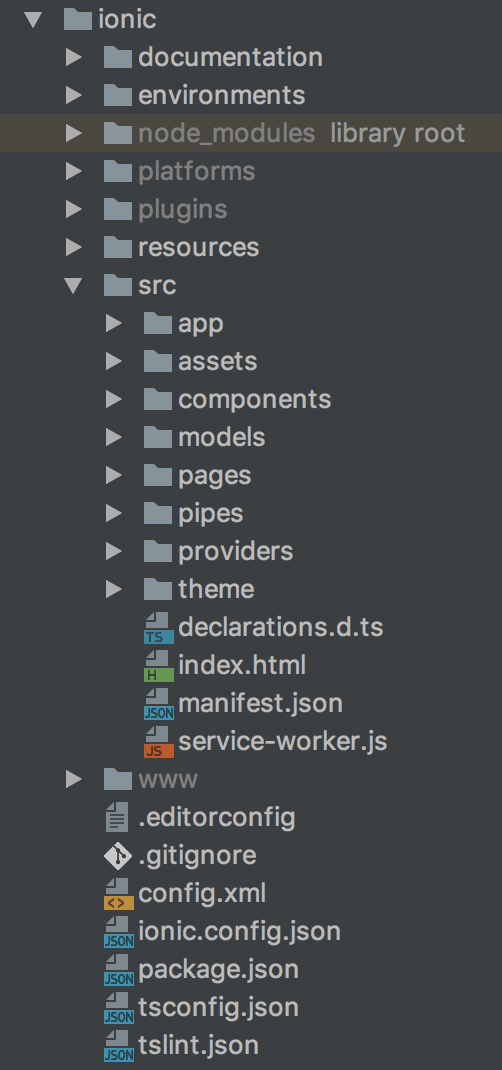 ionic
documentation
environments
node_modules library root
platforms
plugins
resources
src
app
assets
components
models
pages
pipes
providers
theme
TS declarations.d.ts
H index.html
JSON manifest.json
JS service-worker.js
www
.editorconfig
.gitignore
<> config.xml
JSON ionic.config.json
JSON package.json
JSON tsconfig.json
JSON tslint.json